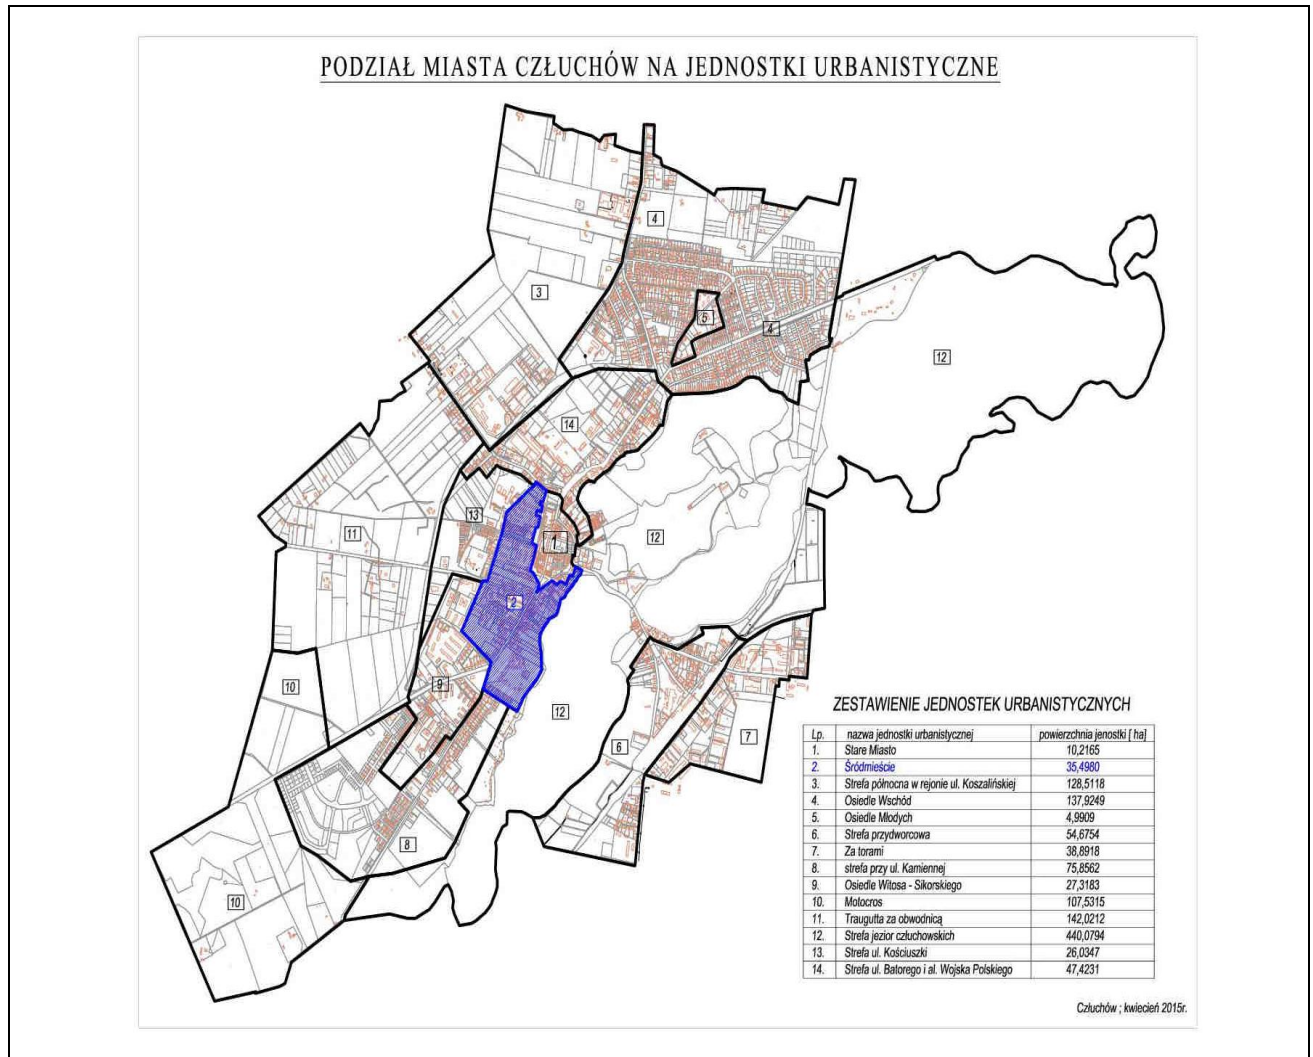 PODZIAŁ MIASTA CZŁUCHÓW NA JEDNOSTKI URBANISTYCZNE
4
3
5
4
12
14
13
11
1
12
2
10
9
12
6
7
8
10
ZESTAWIENIE JEDNOSTEK URBANISTYCZNYCH
Lp. nazwa jednostki urbanistycznej powierzchnia jenostki [ ha]
1. Stare Miasto 10,2165
2. Śródmieście 35,4980
3. Strefa północna w rejonie ul. Koszalińskiej 128,5118
4. Osiedle Wschód 137,9249
5. Osiedle Młodych 4,9909
6. Strefa przydworcowa 54,6754
7. Za torami 38,8918
8. strefa przy ul. Kamiennej 75,8562
9. Osiedle Witosa - Sikorskiego 27,3183
10. Motocros 107,5315
11. Traugutta za obwodnicą 142,0212
12. Strefa jezior człuchowskich 440,0794
13. Strefa ul. Kościuszki 26,0347
14. Strefa ul. Batorego i al. Wojska Polskiego 47,4231
Człuchów ; kwiecień 2015r.